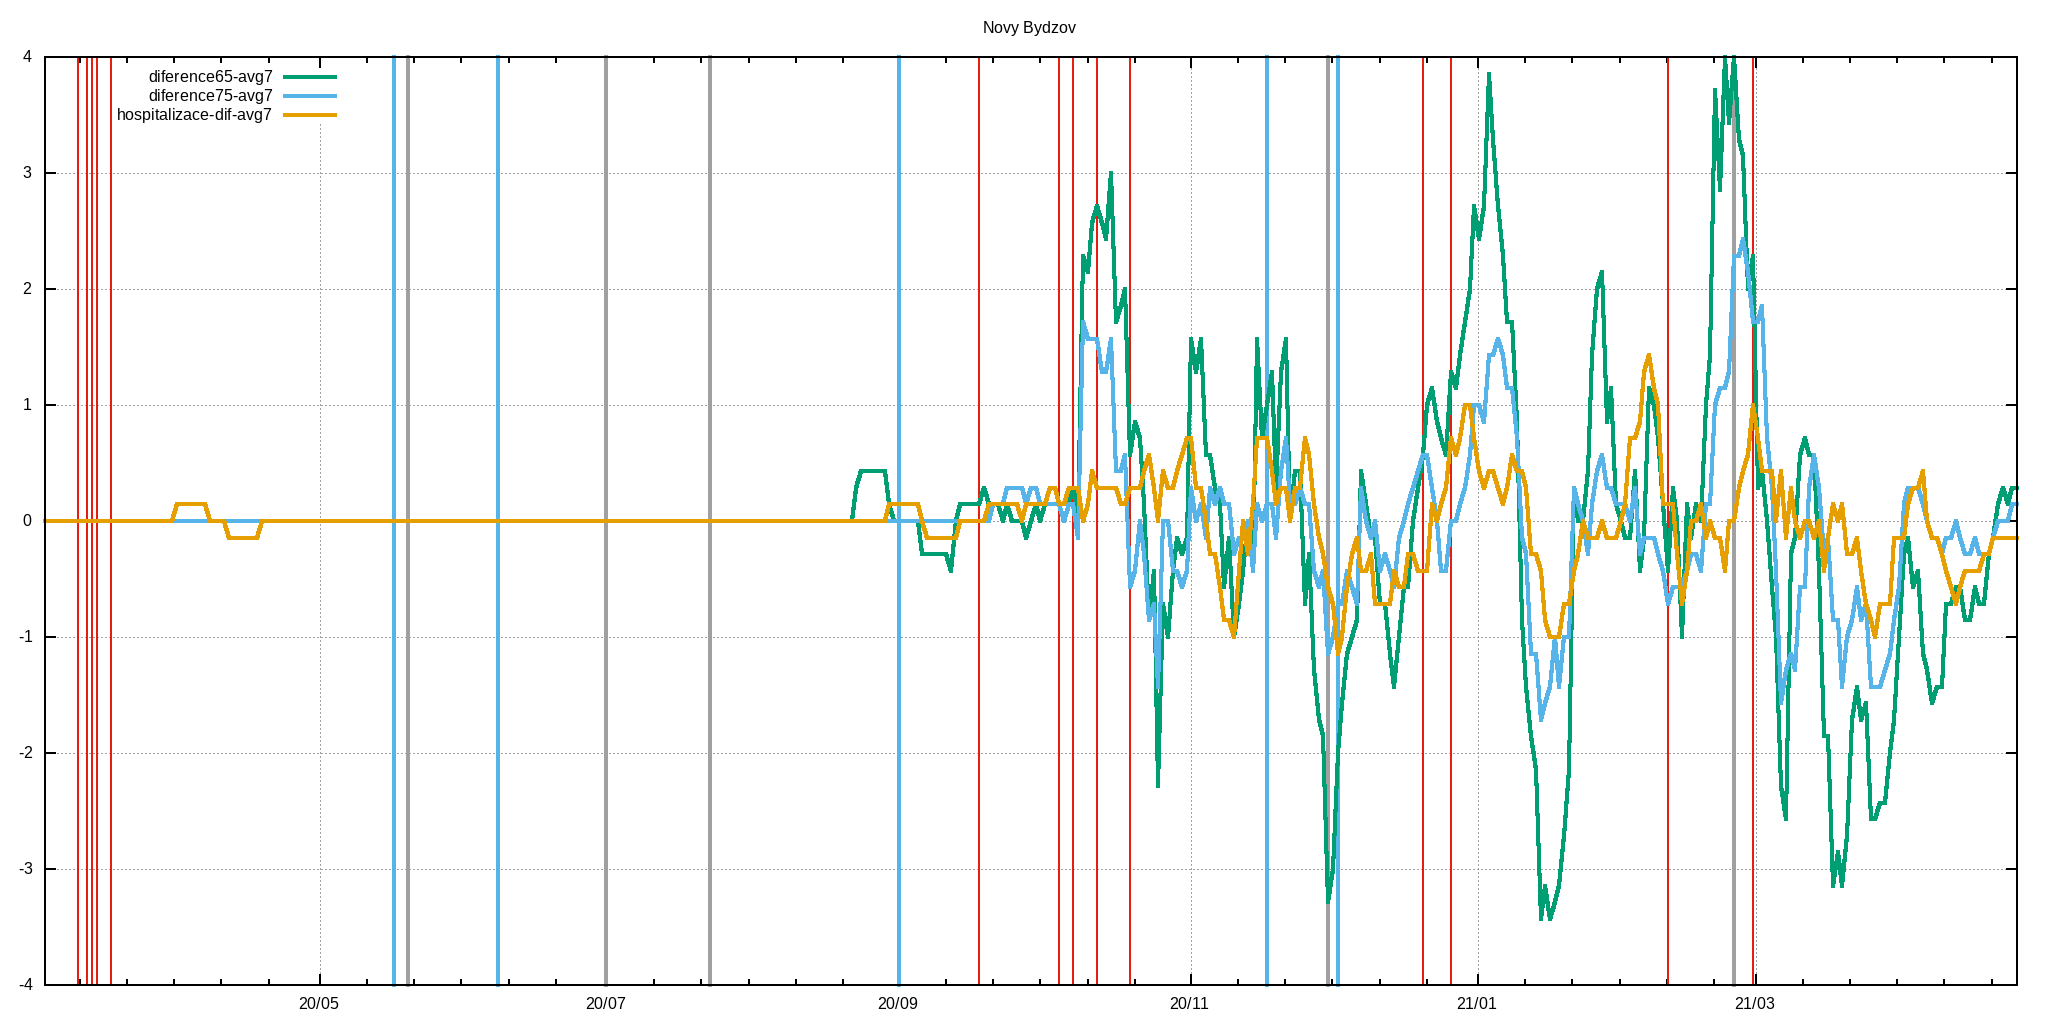 Novy Bydzov
diference65-avg7
diference75-avg7
hospitalizace-dif-avg7
4
3
2
1
0
-1
-2
-3
-4
20/05 20/07 20/09 20/11 21/01 21/03